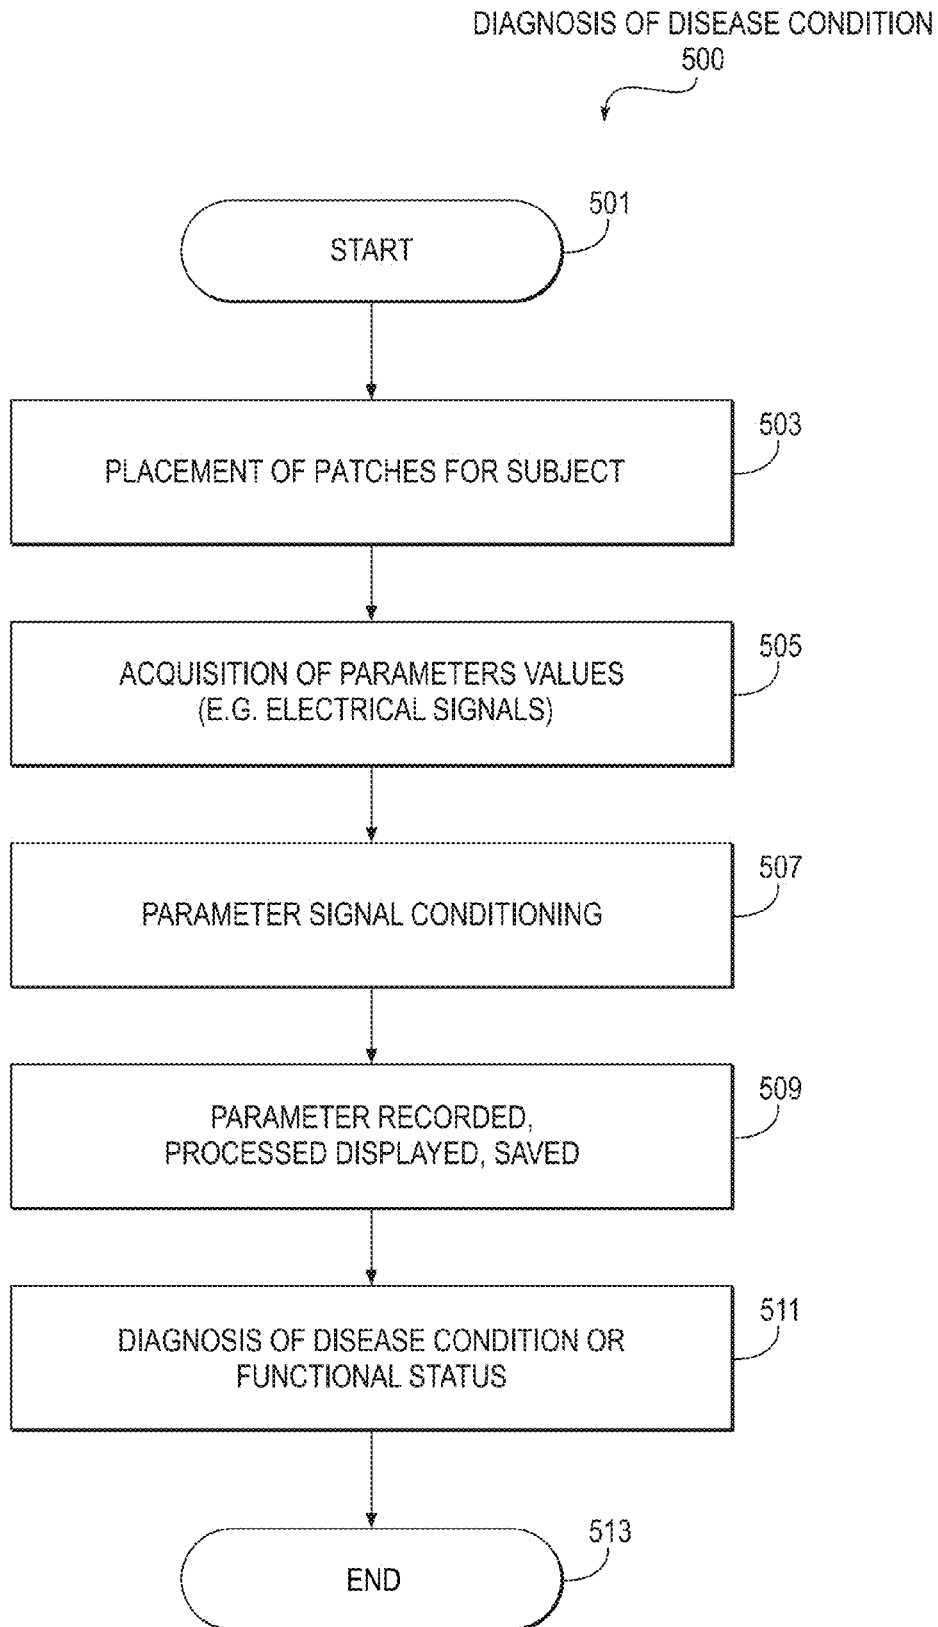 DIAGNOSIS OF DISEASE CONDITION
500
501
START
503
PLACEMENT OF PATCHES FOR SUBJECT
505
ACQUISITION OF PARAMETERS VALUES
(E.G. ELECTRICAL SIGNALS)
507
PARAMETER SIGNAL CONDITIONING
509
PARAMETER RECORDED,
PROCESSED DISPLAYED, SAVED
511
DIAGNOSIS OF DISEASE CONDITION OR
FUNCTIONAL STATUS
513
END